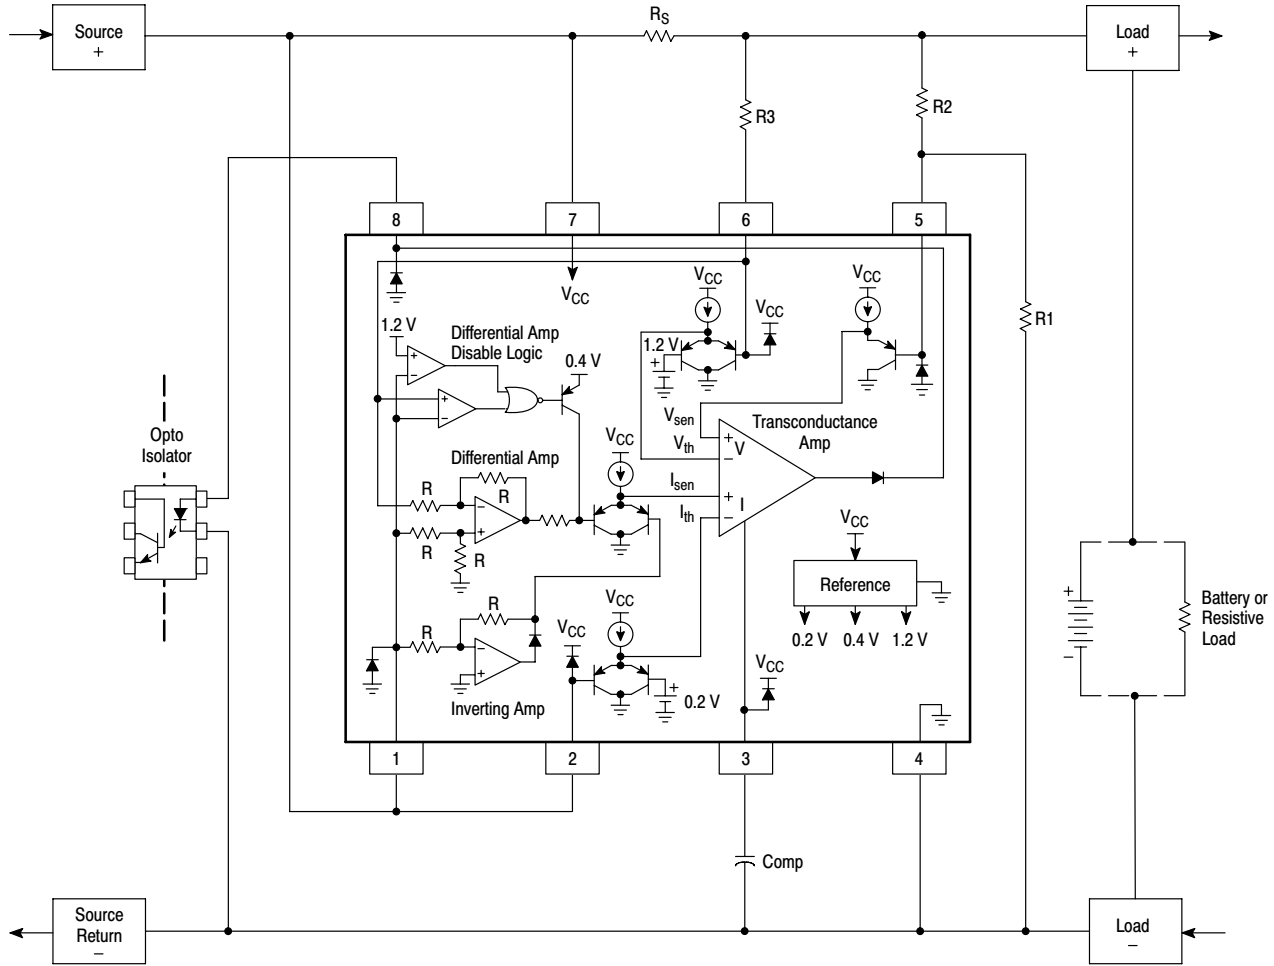 Source
+
R_S
Load
+
R3
R2
8
7
6
5
V_CC
V_CC
V_CC
V_CC
1.2 V
Differential Amp
Disable Logic
0.4 V
1.2 V
+
R1
+
−
+
−
V_sen
V_th
Transconductance
Amp
+
V
−
Opto
Isolator
Differential Amp
V_CC
I_sen
I_th
+
I
−
R
R
−
+
R
R
V_CC
Reference
0.2 V
0.4 V
1.2 V
+
−
Battery or
Resistive
Load
R
R
−
+
V_CC
V_CC
+
0.2 V
V_CC
Inverting Amp
1
2
3
4
Comp
Source
Return
−
Load
−